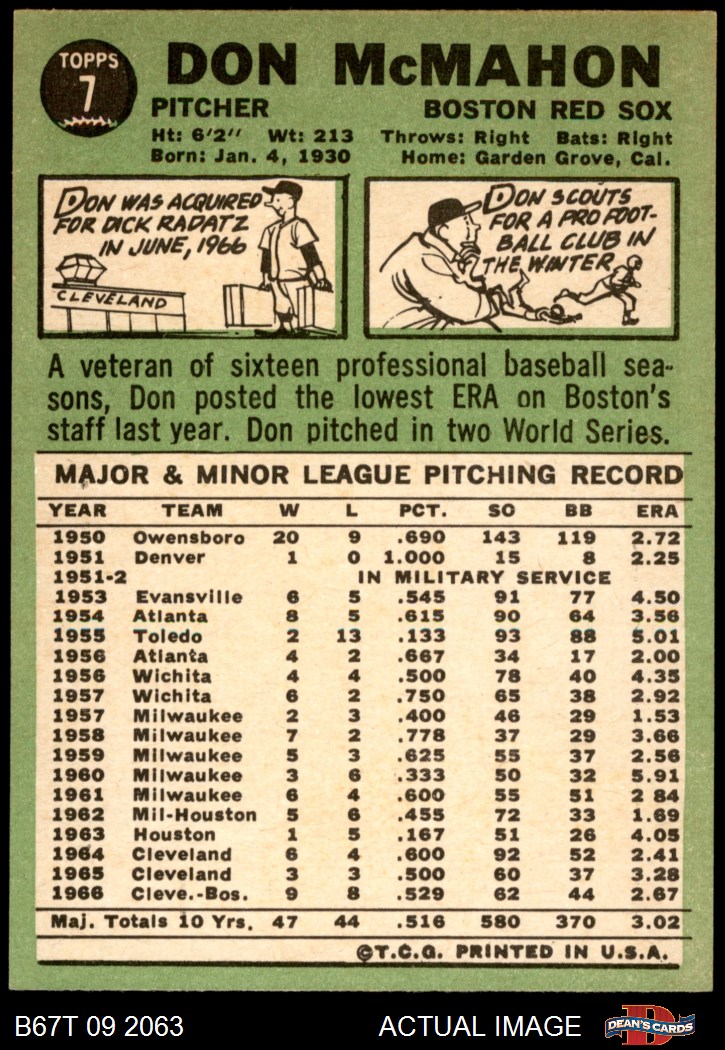 TOPPS
7
DON McMAHON
PITCHER BOSTON RED SOX
Ht: 6'2" Wt: 213 Throws: Right Bats: Right
Born: Jan. 4, 1930 Home: Garden Grove, Cal.
DON WAS ACQUIRED
FOR DICK RADATZ
IN JUNE, 1966
CLEVELAND
DON SCOUTS
FOR A PRO FOOT-
BALL CLUB IN
THE WINTER
A veteran of sixteen professional baseball sea-
sons, Don posted the lowest ERA on Boston's
staff last year. Don pitched in two World Series.
MAJOR & MINOR LEAGUE PITCHING RECORD
YEAR TEAM W L PCT. SO BB ERA
1950 Owensboro 20 9 .690 143 119 2.72
1951 Denver 1 0 1.000 15 8 2.25
1951-2 IN MILITARY SERVICE
1953 Evansville 6 5 .545 91 77 4.50
1954 Atlanta 8 5 .615 90 64 3.56
1955 Toledo 2 13 .133 93 88 5.01
1956 Atlanta 4 2 .667 34 17 2.00
1956 Wichita 4 4 .500 78 40 4.35
1957 Wichita 6 2 .750 65 38 2.92
1957 Milwaukee 2 3 .400 46 29 1.53
1958 Milwaukee 7 2 .778 37 29 3.66
1959 Milwaukee 5 3 .625 55 37 2.56
1960 Milwaukee 3 6 .333 50 32 5.91
1961 Milwaukee 6 4 .600 55 51 2 84
1962 Mil-Houston 5 6 .455 72 33 1.69
1963 Houston 1 5 .167 51 26 4.05
1964 Cleveland 6 4 .600 92 52 2.41
1965 Cleveland 3 3 .500 60 37 3.28
1966 Cleve.-Bos. 9 8 .529 62 44 2.67
Maj. Totals 10 Yrs. 47 44 .516 580 370 3.02
©T.C.G. PRINTED IN U.S.A.
B67T 09 2063 ACTUAL IMAGE D DEAN'S CARDS